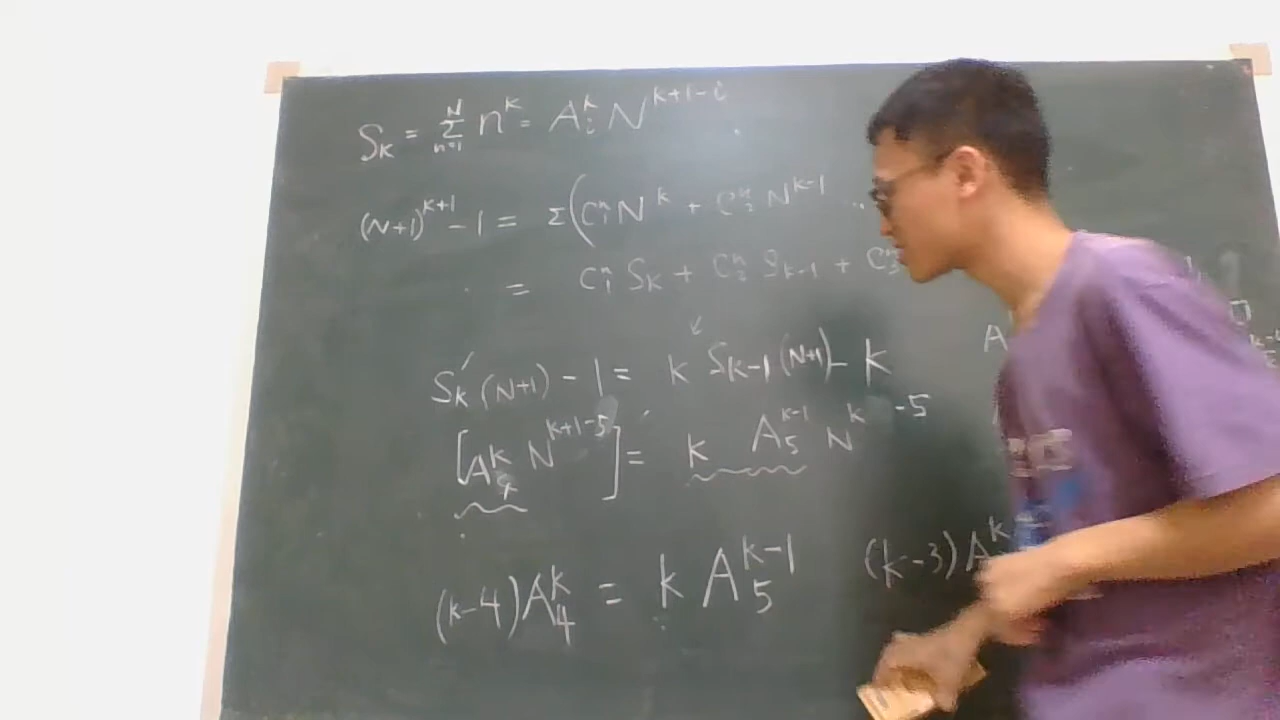 S_K = Σ_{n=1}^{N} n^K = A_i^k N^{k+1-i}
(N+1)^{k+1} - 1 = Σ(C_1^n N^k + C_2^n N^{k-1} ..
= C_1^n S_K + C_2^n S_{k-1} + C_3^n
S_K'(N+1) - 1 = k S_{K-1}(N+1) - k
[A^k N^{k+1-5}]' = k A_5^{k-1} N^{k-5}
(k-4)A_4^k = k A_5^{k-1} (k-3)A^k